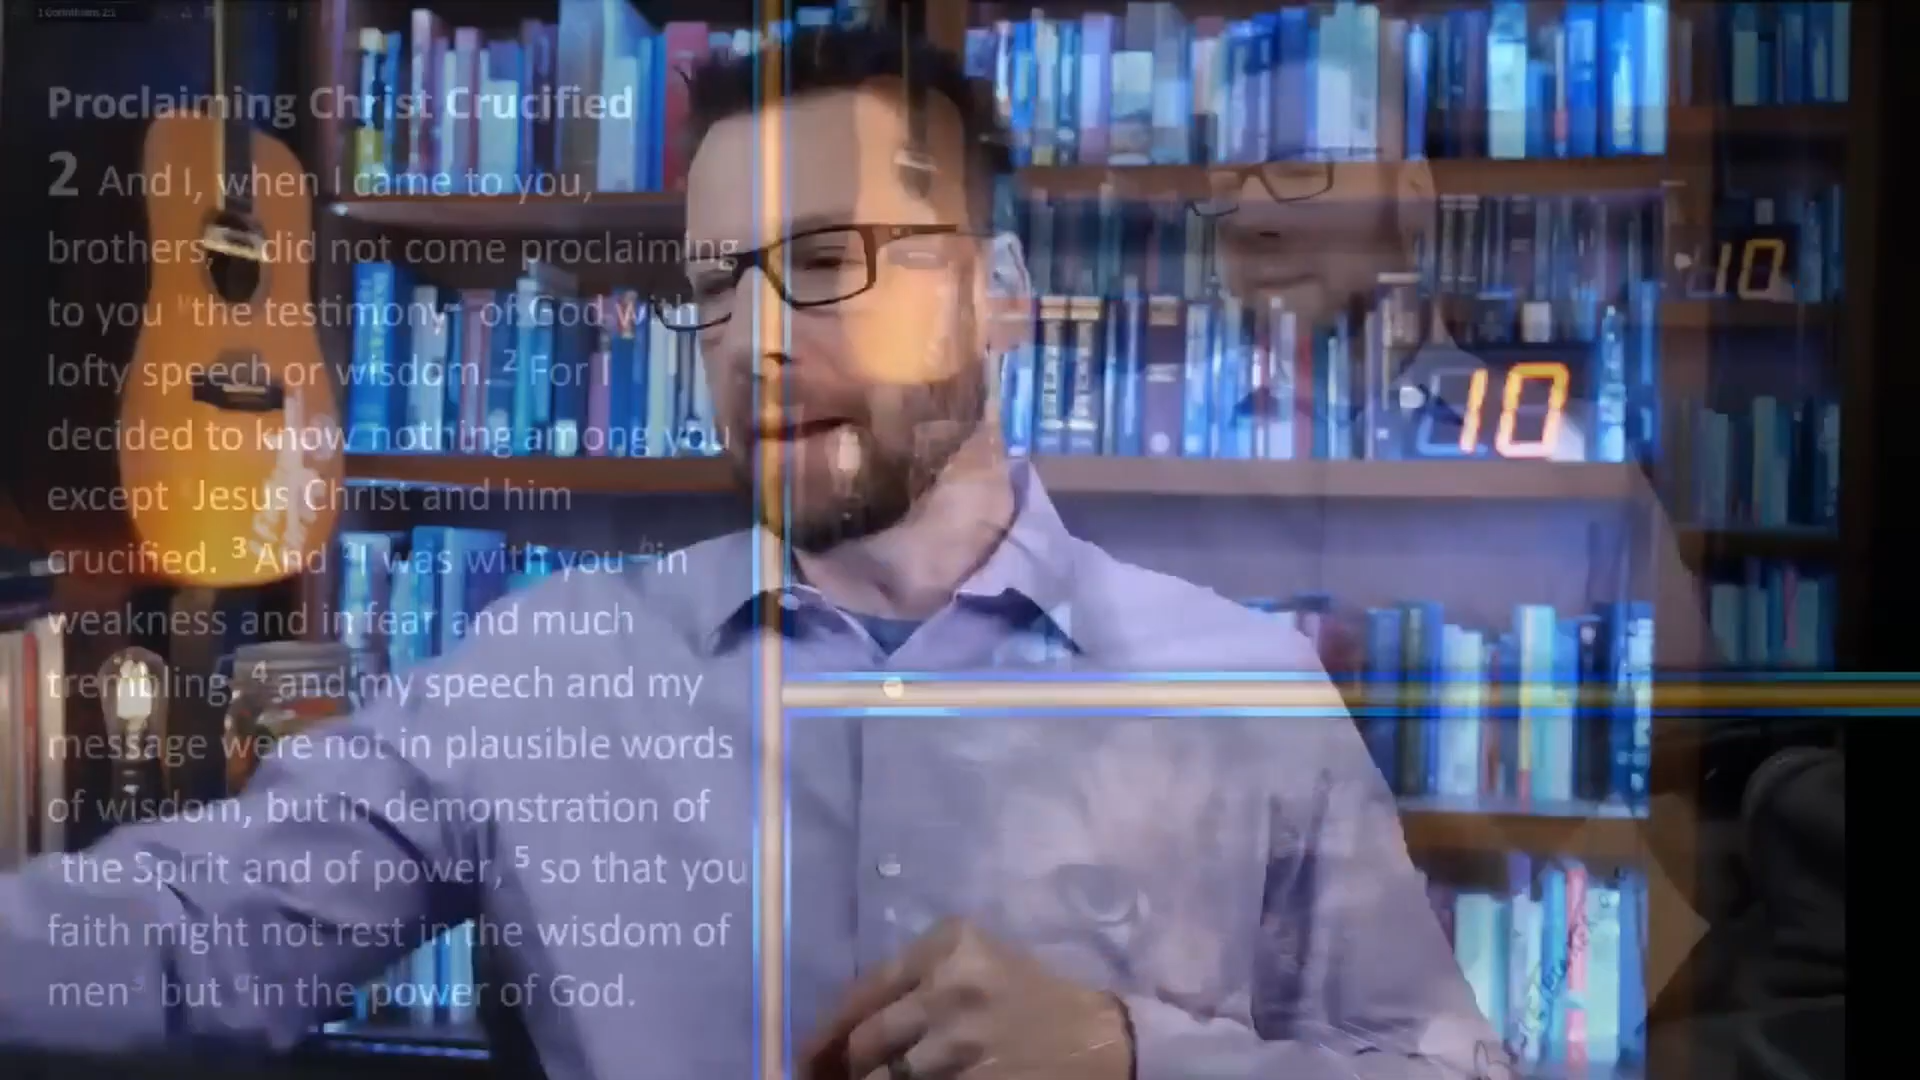 1 Corinthians 2:1
Proclaiming Christ Crucified
2 And I, when I came to you,
brothers, did not come proclaiming
to you "the testimony" of God with
lofty speech or wisdom. 2 For I
decided to know nothing among you
except Jesus Christ and him
crucified. 3 And I was with you in
weakness and in fear and much
trembling, 4 and my speech and my
message were not in plausible words
of wisdom, but in demonstration of
the Spirit and of power, 5 so that you
faith might not rest in the wisdom of
men but in the power of God.
10
10